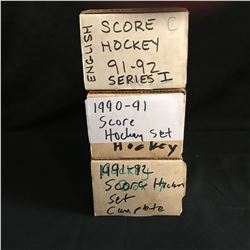 ENGLISH
SCORE C
HOCKEY
91-92
SERIES I
1990-91
Score
Hockey Set
Hockey
1991-92
Score Hockey
Set
Complete